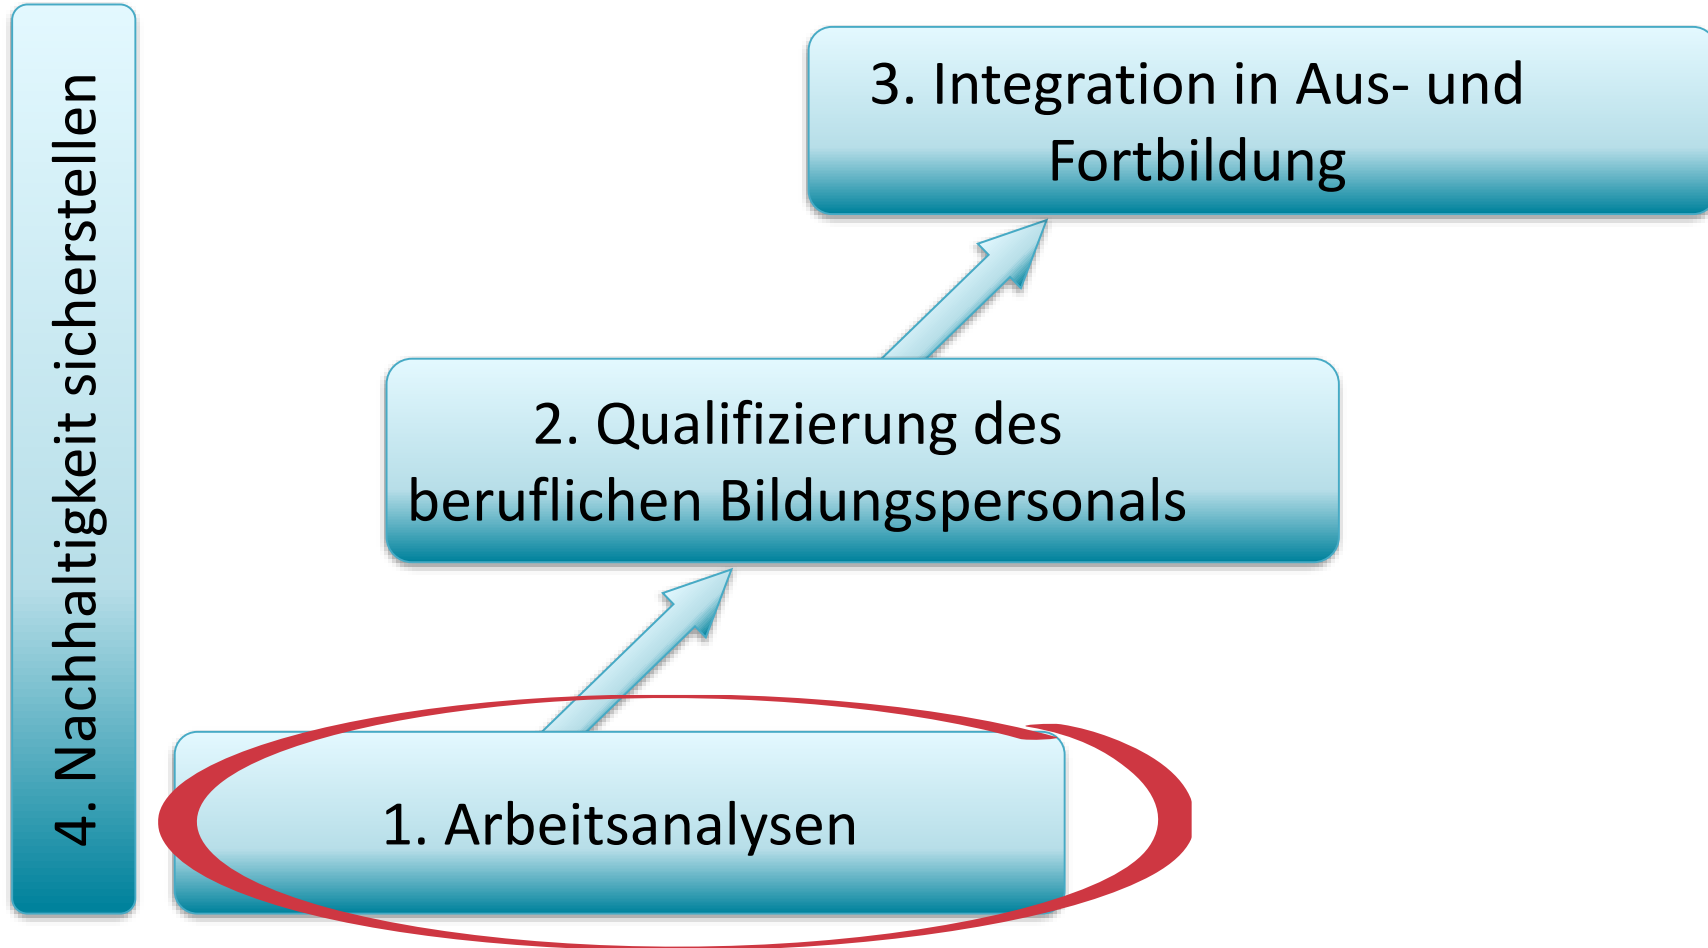 4. Nachhaltigkeit sicherstellen
3. Integration in Aus- und
Fortbildung
2. Qualifizierung des
beruflichen Bildungspersonals
1. Arbeitsanalysen